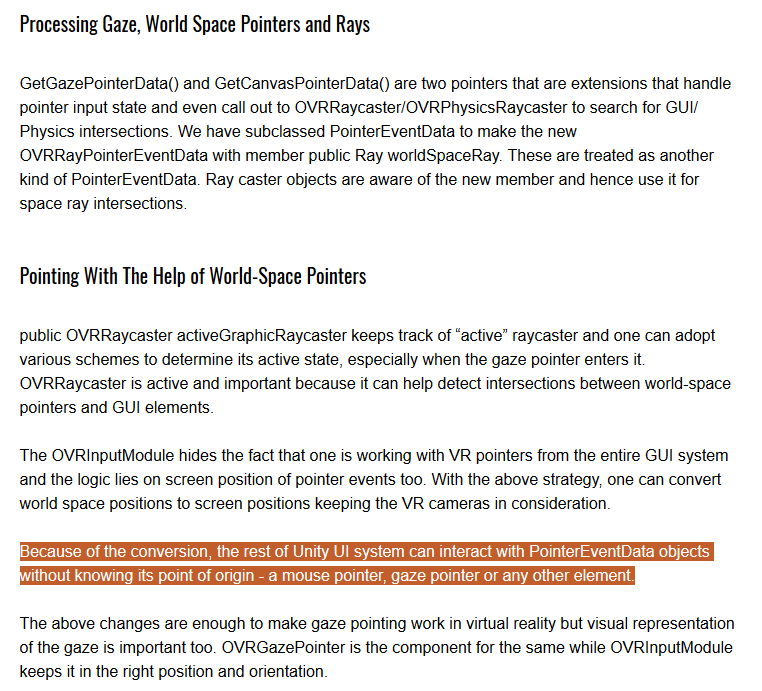 Processing Gaze, World Space Pointers and Rays
GetGazePointerData() and GetCanvasPointerData() are two pointers that are extensions that handle
pointer input state and even call out to OVRRaycaster/OVRPhysicsRaycaster to search for GUI/
Physics intersections. We have subclassed PointerEventData to make the new
OVRRayPointerEventData with member public Ray worldSpaceRay. These are treated as another
kind of PointerEventData. Ray caster objects are aware of the new member and hence use it for
space ray intersections.
Pointing With The Help of World-Space Pointers
public OVRRaycaster activeGraphicRaycaster keeps track of “active” raycaster and one can adopt
various schemes to determine its active state, especially when the gaze pointer enters it.
OVRRaycaster is active and important because it can help detect intersections between world-space
pointers and GUI elements.
The OVRInputModule hides the fact that one is working with VR pointers from the entire GUI system
and the logic lies on screen position of pointer events too. With the above strategy, one can convert
world space positions to screen positions keeping the VR cameras in consideration.
Because of the conversion, the rest of Unity UI system can interact with PointerEventData objects
without knowing its point of origin - a mouse pointer, gaze pointer or any other element.
The above changes are enough to make gaze pointing work in virtual reality but visual representation
of the gaze is important too. OVRGazePointer is the component for the same while OVRInputModule
keeps it in the right position and orientation.